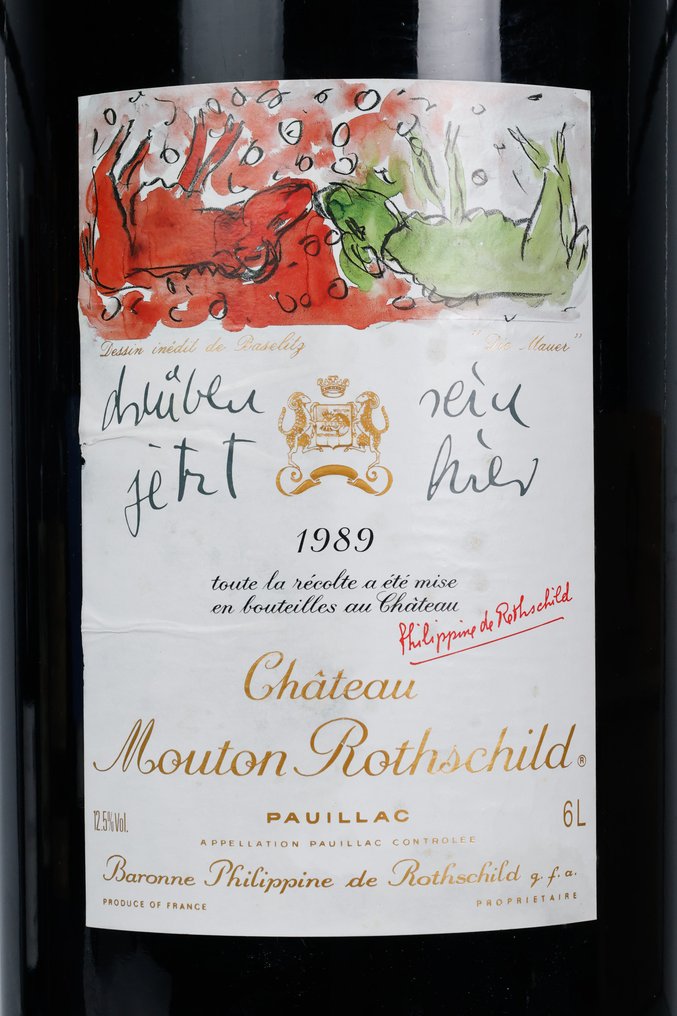 Dessin inédit de Baselitz "Die Mauer"
drüben sein
jetzt hier
1989
toute la récolte a été mise
en bouteilles au Château
Philippine de Rothschild
Château
Mouton Rothschild®
12.5%Vol. PAUILLAC 6L
APPELLATION PAUILLAC CONTROLÉE
Baronne Philippine de Rothschild g.f.a.
PRODUCE OF FRANCE PROPRIETAIRE